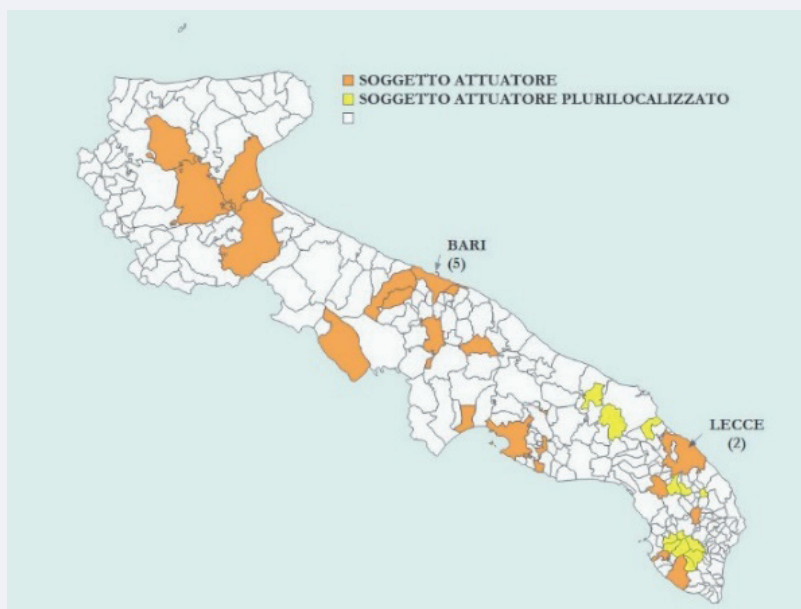 SOGGETTO ATTUATORE
SOGGETTO ATTUATORE PLURILOCALIZZATO
BARI
(5)
LECCE
(2)